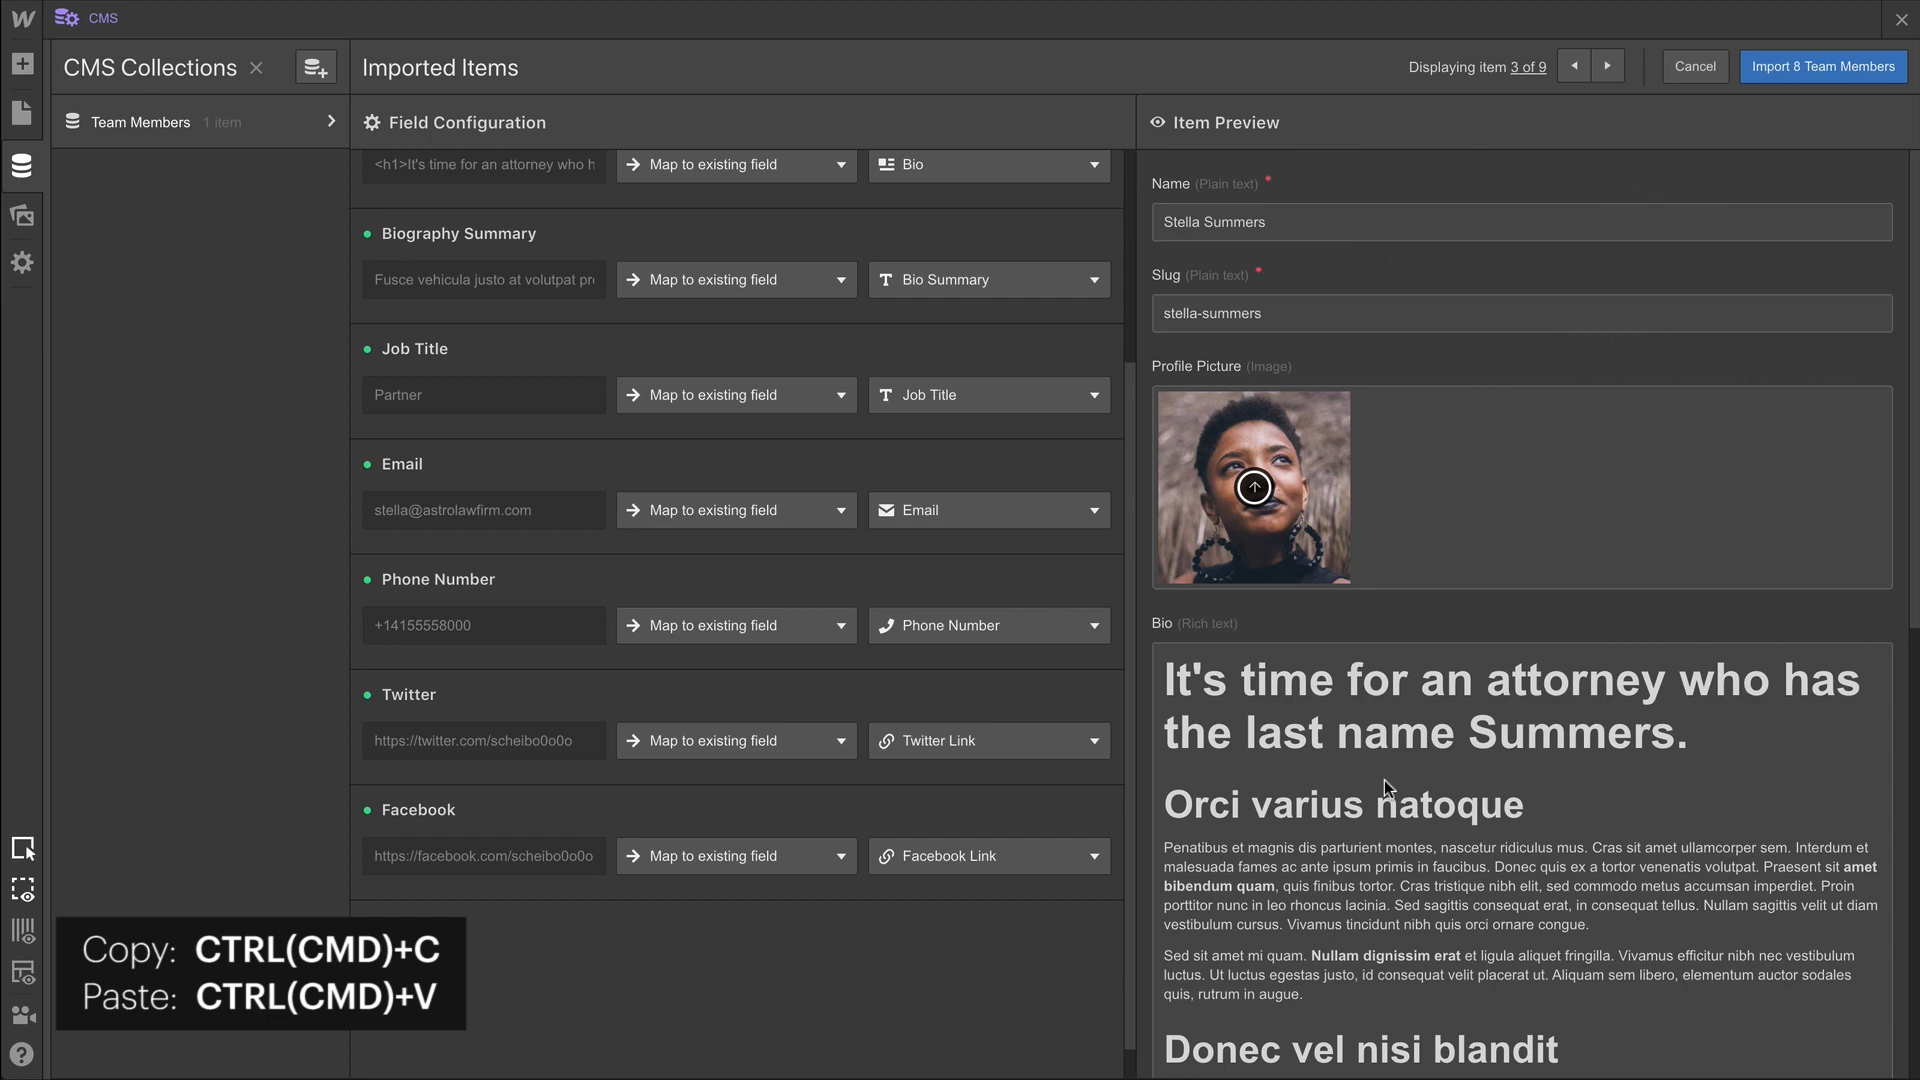 CMS
CMS Collections
Imported Items
Displaying item 3 of 9
Cancel
Import 8 Team Members
Team Members 1 item
Field Configuration
Item Preview
<h1>It's time for an attorney who h
Map to existing field
Bio
Biography Summary
Fusce vehicula justo at volutpat pr
Map to existing field
Bio Summary
Job Title
Partner
Map to existing field
Job Title
Email
stella@astrolawfirm.com
Map to existing field
Email
Phone Number
+14155558000
Map to existing field
Phone Number
Twitter
https://twitter.com/scheibo0o0o
Map to existing field
Twitter Link
Facebook
https://facebook.com/scheibo0o0o
Map to existing field
Facebook Link
Name (Plain text) *
Stella Summers
Slug (Plain text) *
stella-summers
Profile Picture (Image)
Bio (Rich text)
It's time for an attorney who has
the last name Summers.
Orci varius natoque
Penatibus et magnis dis parturient montes, nascetur ridiculus mus. Cras sit amet ullamcorper sem. Interdum et
malesuada fames ac ante ipsum primis in faucibus. Donec quis ex a tortor venenatis volutpat. Praesent sit amet
bibendum quam, quis finibus tortor. Cras tristique nibh elit, sed commodo metus accumsan imperdiet. Proin
porttitor nunc in leo rhoncus lacinia. Sed sagittis consequat erat, in consequat tellus. Nullam sagittis velit ut diam
vestibulum cursus. Vivamus tincidunt nibh quis orci ornare congue.
Sed sit amet mi quam. Nullam dignissim erat et ligula aliquet fringilla. Vivamus efficitur nibh nec vestibulum
luctus. Ut luctus egestas justo, id consequat velit placerat ut. Aliquam sem libero, elementum auctor sodales
quis, rutrum in augue.
Donec vel nisi blandit
Copy: CTRL(CMD)+C
Paste: CTRL(CMD)+V